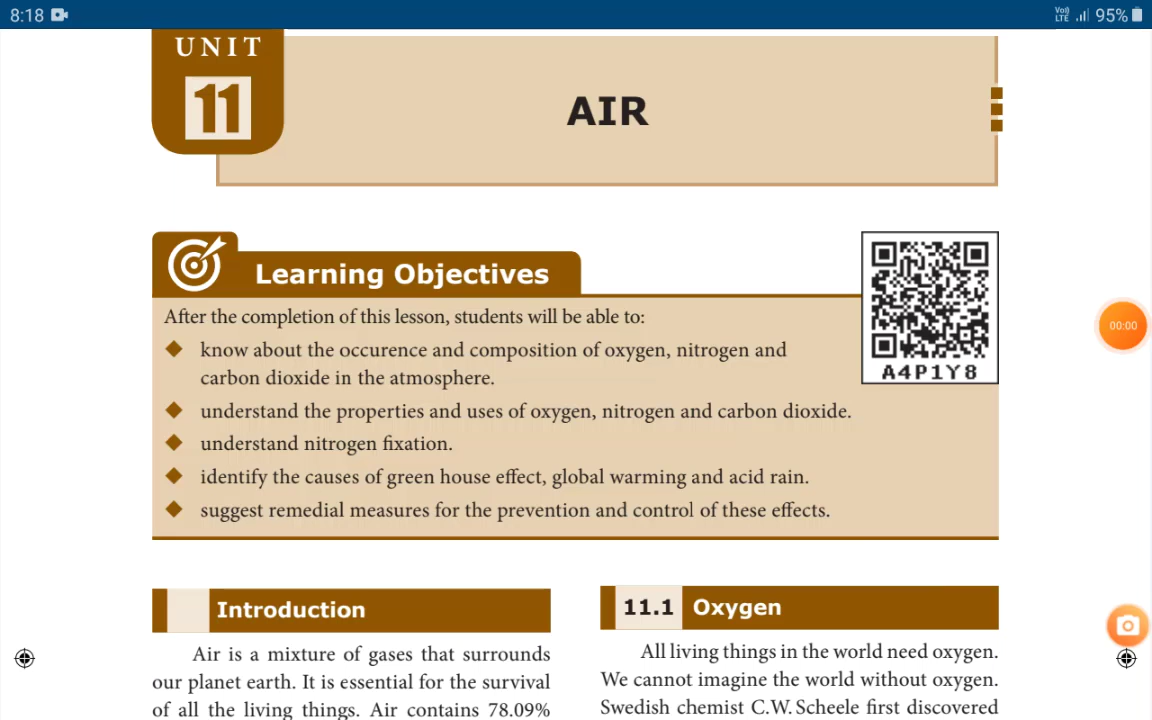 8:18
Vo) LTE 95%
UNIT
11
AIR
Learning Objectives
After the completion of this lesson, students will be able to:
know about the occurence and composition of oxygen, nitrogen and
carbon dioxide in the atmosphere.
understand the properties and uses of oxygen, nitrogen and carbon dioxide.
understand nitrogen fixation.
identify the causes of green house effect, global warming and acid rain.
suggest remedial measures for the prevention and control of these effects.
A4P1Y8
00:00
Introduction
Air is a mixture of gases that surrounds
our planet earth. It is essential for the survival
of all the living things. Air contains 78.09%
11.1 Oxygen
All living things in the world need oxygen.
We cannot imagine the world without oxygen.
Swedish chemist C.W. Scheele first discovered